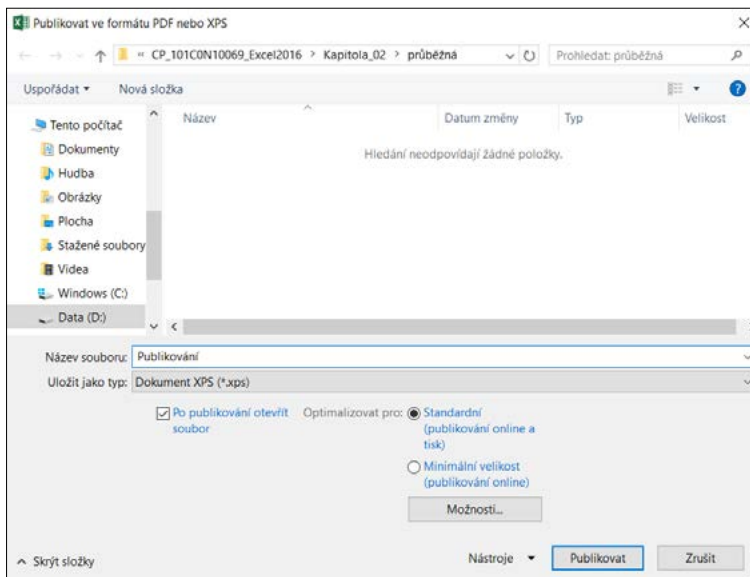 Publikovat ve formátu PDF nebo XPS
« CP_101C0N10069_Excel2016 > Kapitola_02 > průběžná
Prohledat: průběžná
Uspořádat
Nová složka
Název
Datum změny
Typ
Velikost
Hledání neodpovídají žádné položky.
Tento počítač
Dokumenty
Hudba
Obrázky
Plocha
Stažené soubory
Videa
Windows (C:)
Data (D:)
Název souboru: Publikování
Uložit jako typ: Dokument XPS (*.xps)
Po publikování otevřít
soubor
Optimalizovat pro:
Standardní
(publikování online a
tisk)
Minimální velikost
(publikování online)
Možnosti...
Skrýt složky
Nástroje
Publikovat
Zrušit